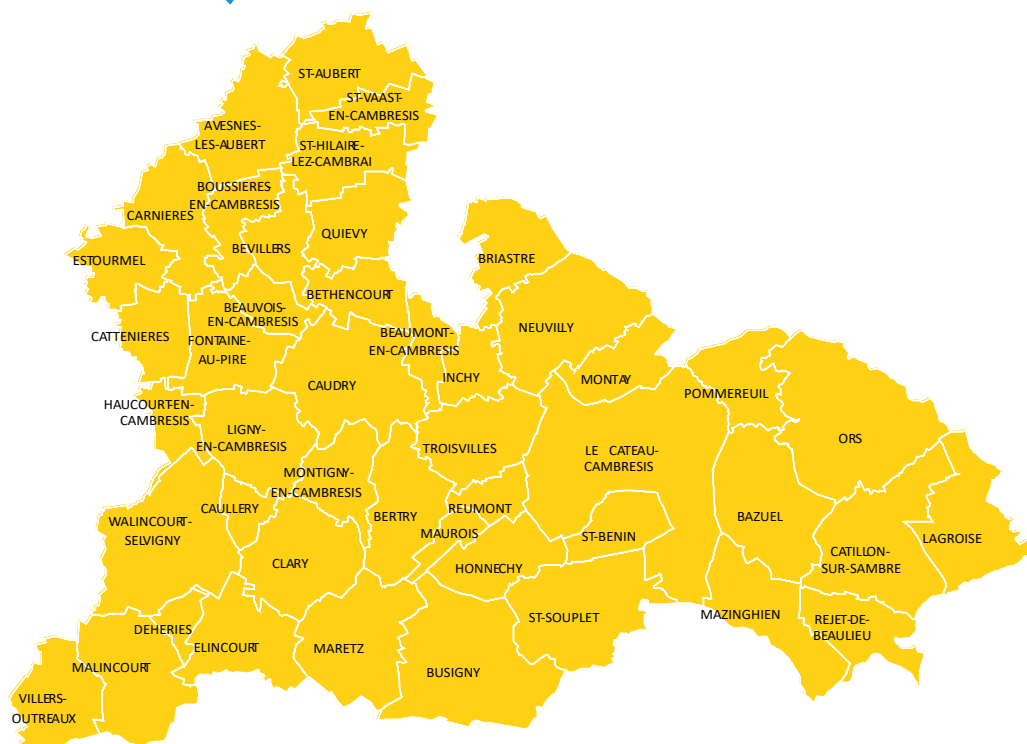 ST-AUBERT
ST-VAAST-
EN-CAMBRESIS
AVESNES-
LES-AUBERT
ST-HILAIRE-
LEZ-CAMBRAI
BOUSSIERES
EN-CAMBRESIS
CARNIERES
QUIEVY
BEVILLERS
ESTOURMEL
BRIASTRE
BETHENCOURT
BEAUVOIS-
EN-CAMBRESIS
CATTENIERES
FONTAINE-
AU-PIRE
BEAUMONT-
EN-CAMBRESIS
NEUVILLY
INCHY
MONTAY
CAUDRY
POMMEREUIL
HAUCOURT-EN-
CAMBRESIS
LIGNY-
EN-CAMBRESIS
TROISVILLES
LE CATEAU-
CAMBRESIS
ORS
MONTIGNY-
EN-CAMBRESIS
CAULLERY
WALINCOURT-
SELVIGNY
BERTRY
REUMONT
MAUROIS
ST-BENIN
BAZUEL
LAGROISE
CLARY
HONNECHY
CATILLON-
SUR-SAMBRE
ST-SOUPLET
MAZINGHIEN
REJET-DE-
BEAULIEU
DEHERIES
ELINCOURT
MARETZ
MALINCOURT
BUSIGNY
VILLERS-
OUTREAUX